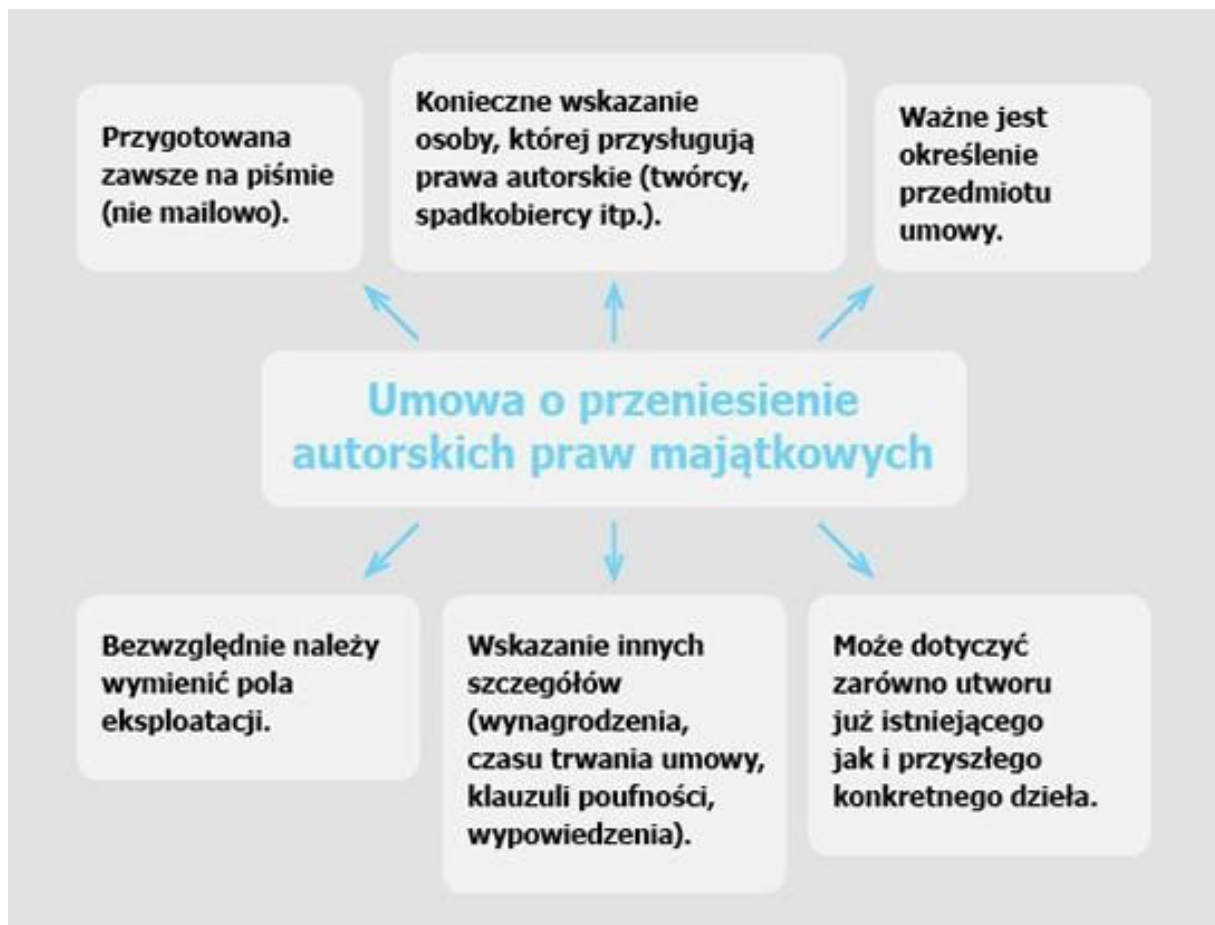 Przygotowana
zawsze na piśmie
(nie mailowo).
Konieczne wskazanie
osoby, której przysługują
prawa autorskie (twórcy,
spadkobiercy itp.).
Ważne jest
określenie
przedmiotu
umowy.
Umowa o przeniesienie
autorskich praw majątkowych
Bezwzględnie należy
wymienić pola
eksploatacji.
Wskazanie innych
szczegółów
(wynagrodzenia,
czasu trwania umowy,
klauzuli poufności,
wypowiedzenia).
Może dotyczyć
zarówno utworu
już istniejącego
jak i przyszłego
konkretnego dzieła.